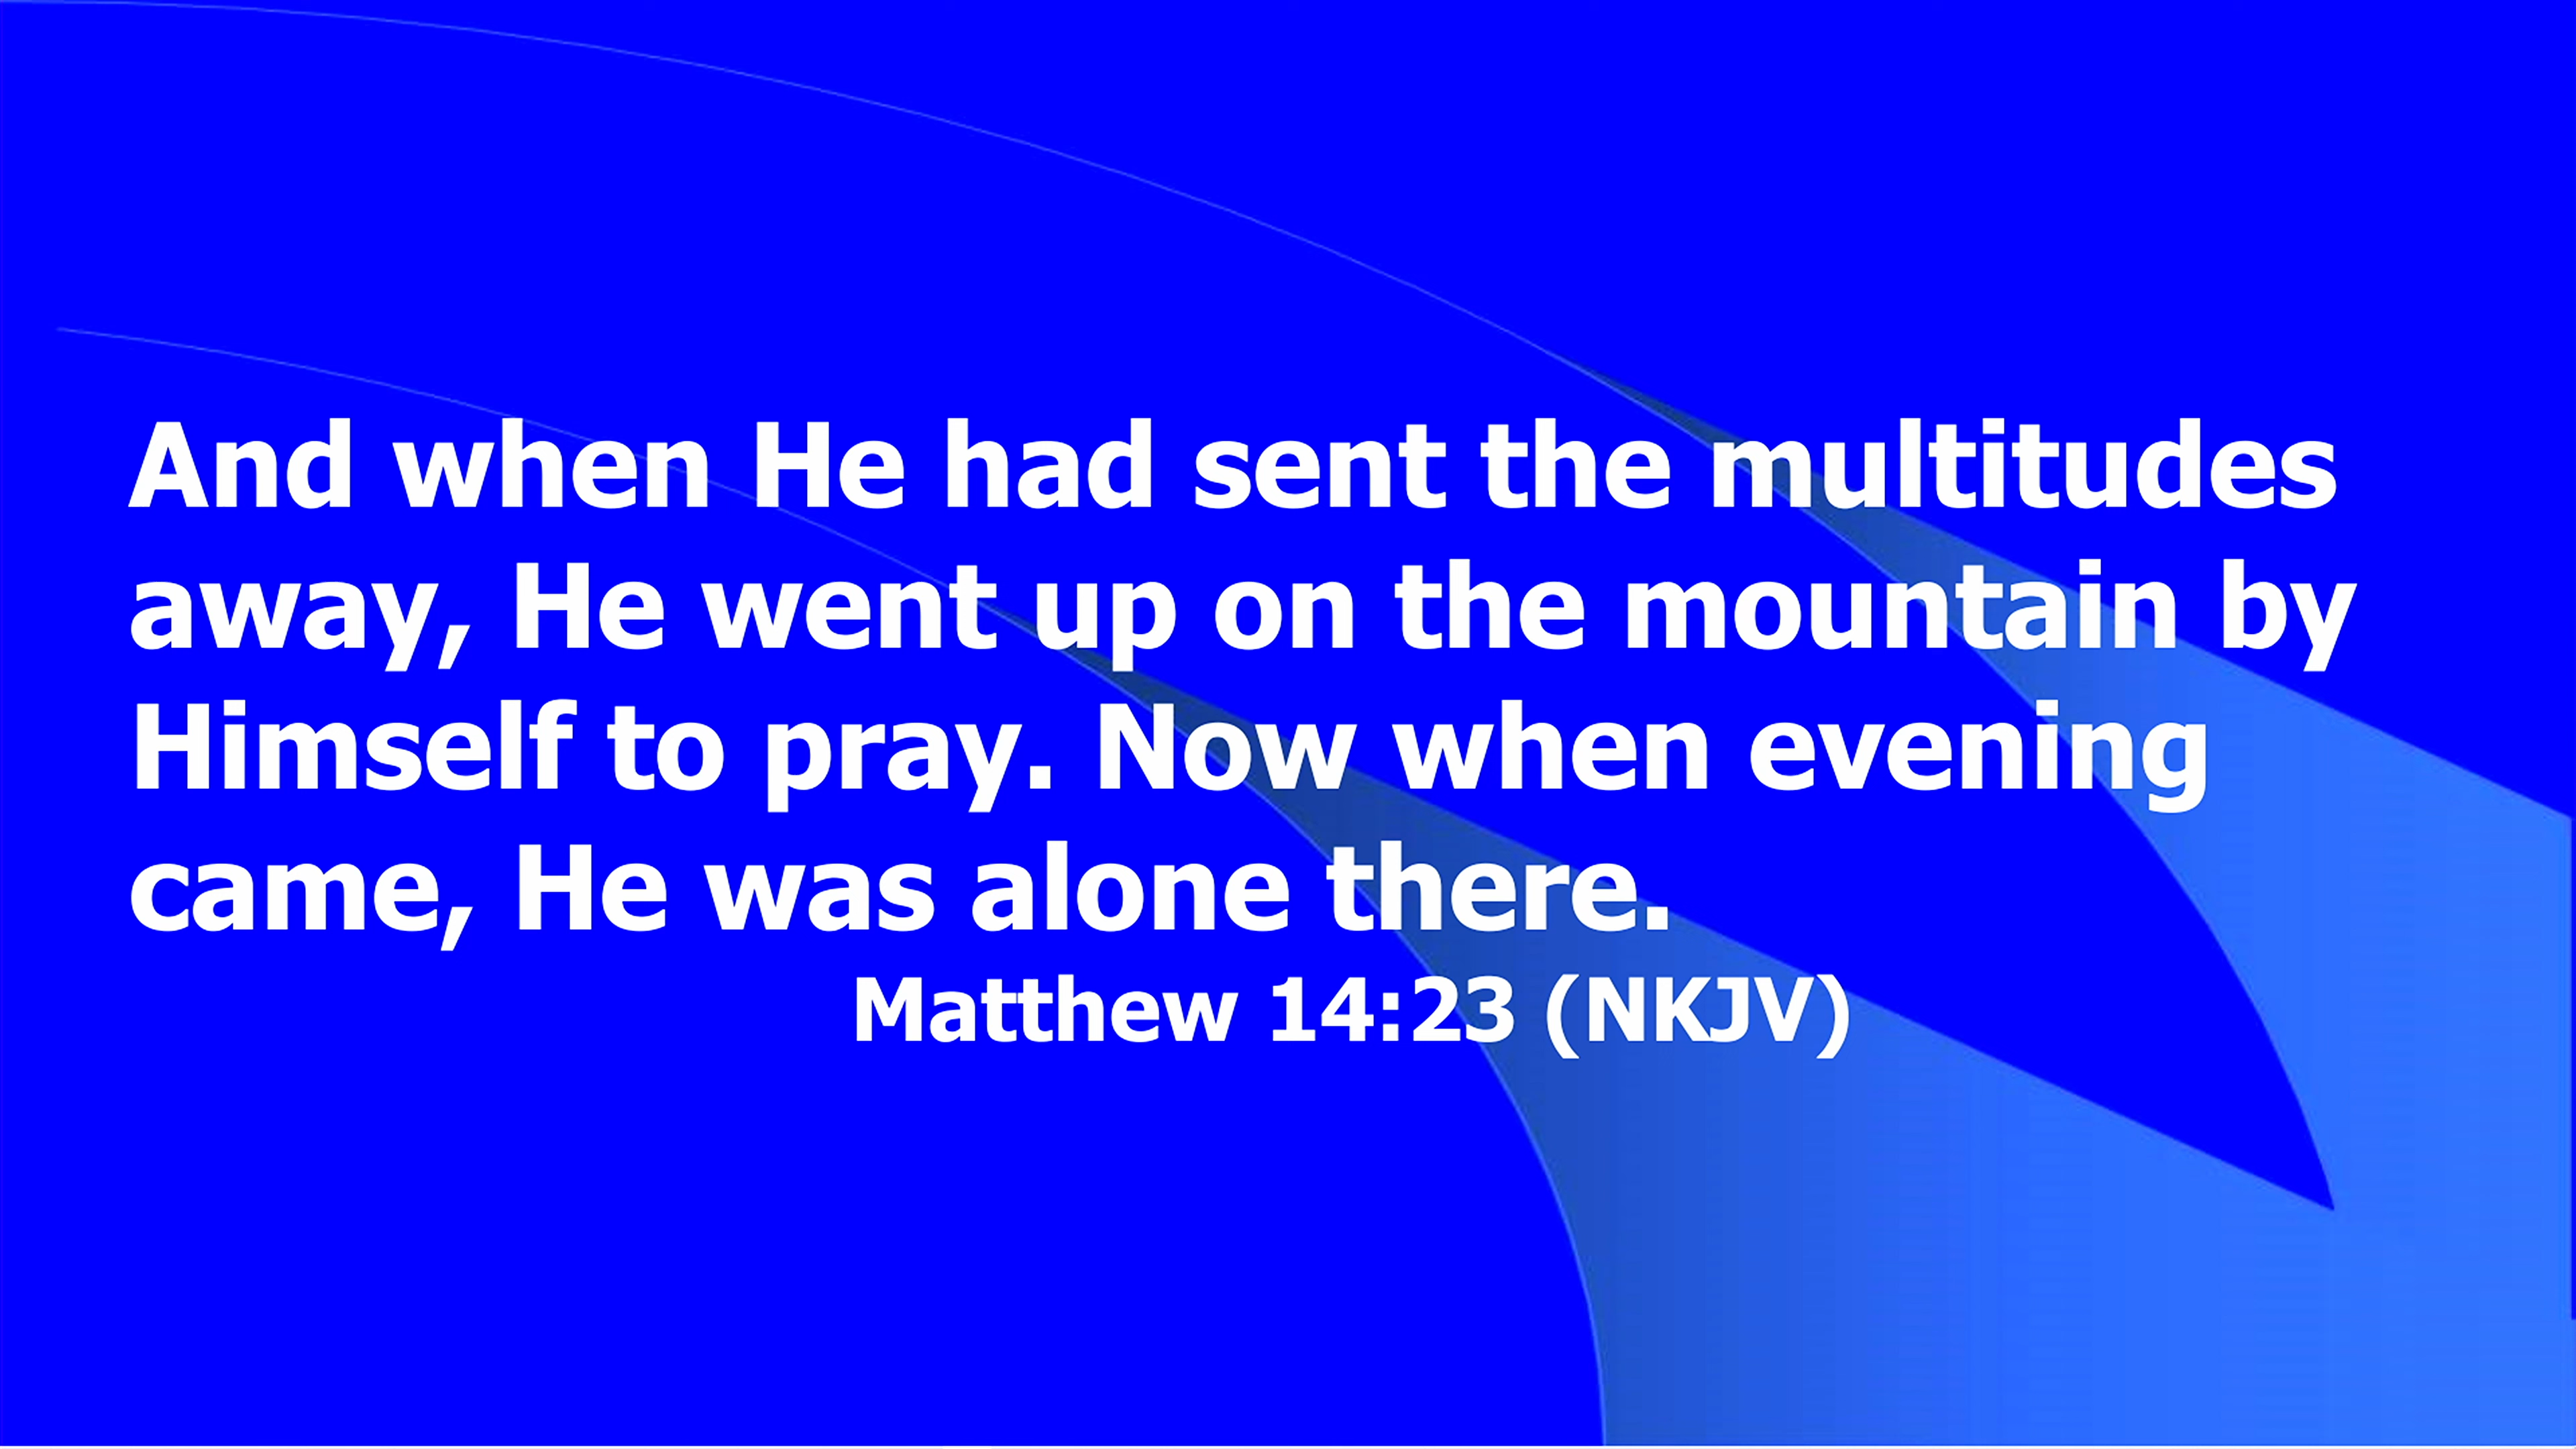 And when He had sent the multitudes
away, He went up on the mountain by
Himself to pray. Now when evening
came, He was alone there.
Matthew 14:23 (NKJV)